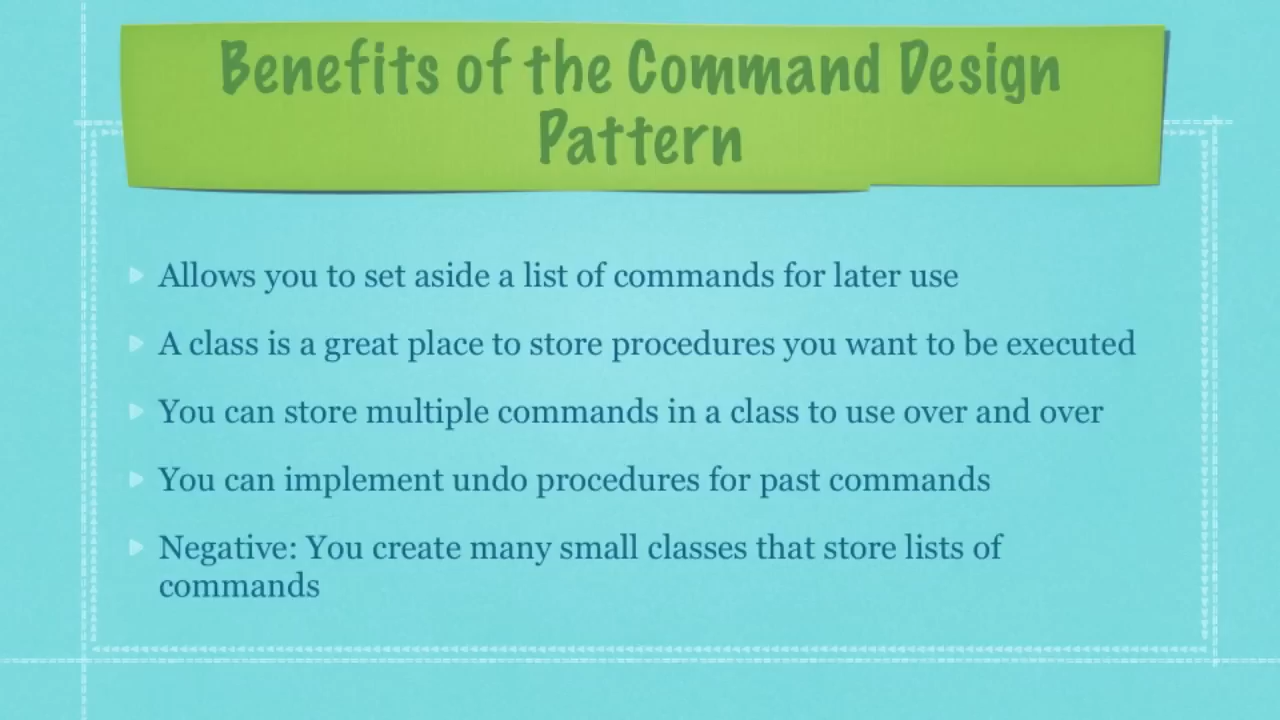 Benefits of the Command Design
Pattern
Allows you to set aside a list of commands for later use
A class is a great place to store procedures you want to be executed
You can store multiple commands in a class to use over and over
You can implement undo procedures for past commands
Negative: You create many small classes that store lists of
commands